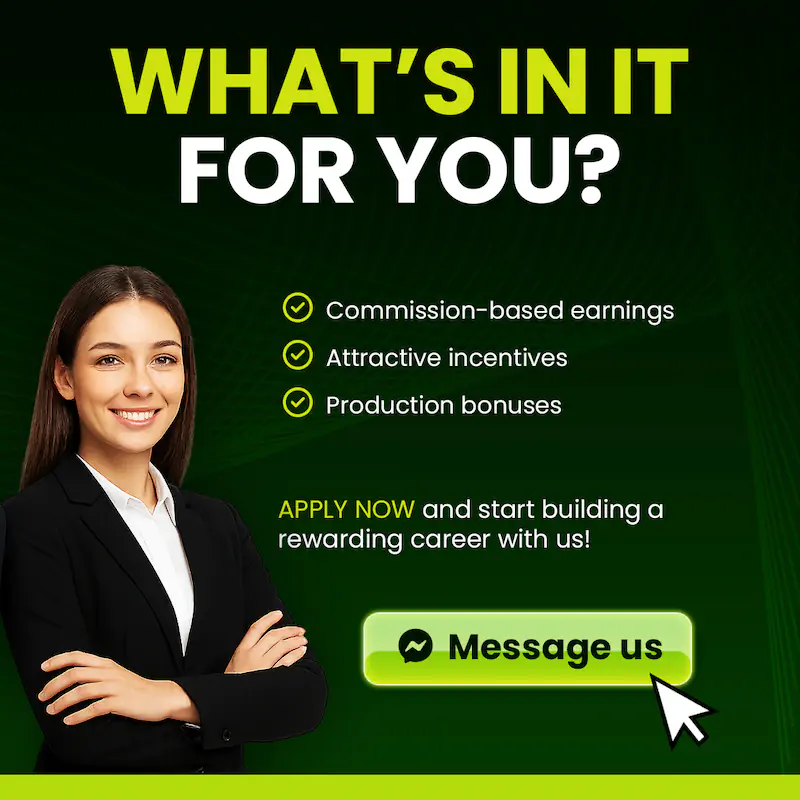 WHAT’S IN IT
FOR YOU?
Commission-based earnings
Attractive incentives
Production bonuses
APPLY NOW and start building a
rewarding career with us!
Message us